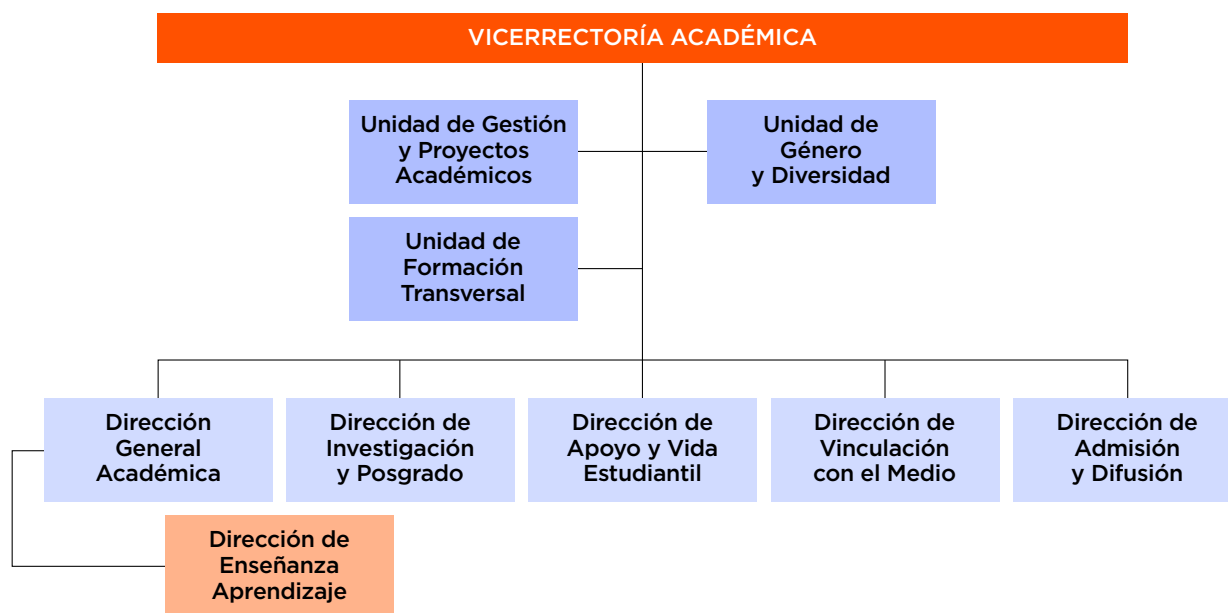 VICERRECTORÍA ACADÉMICA
Unidad de Gestión
y Proyectos
Académicos
Unidad de
Género
y Diversidad
Unidad de
Formación
Transversal
Dirección
General
Académica
Dirección de
Investigación
y Posgrado
Dirección de
Apoyo y Vida
Estudiantil
Dirección de
Vinculación
con el Medio
Dirección de
Admisión
y Difusión
Dirección de
Enseñanza
Aprendizaje